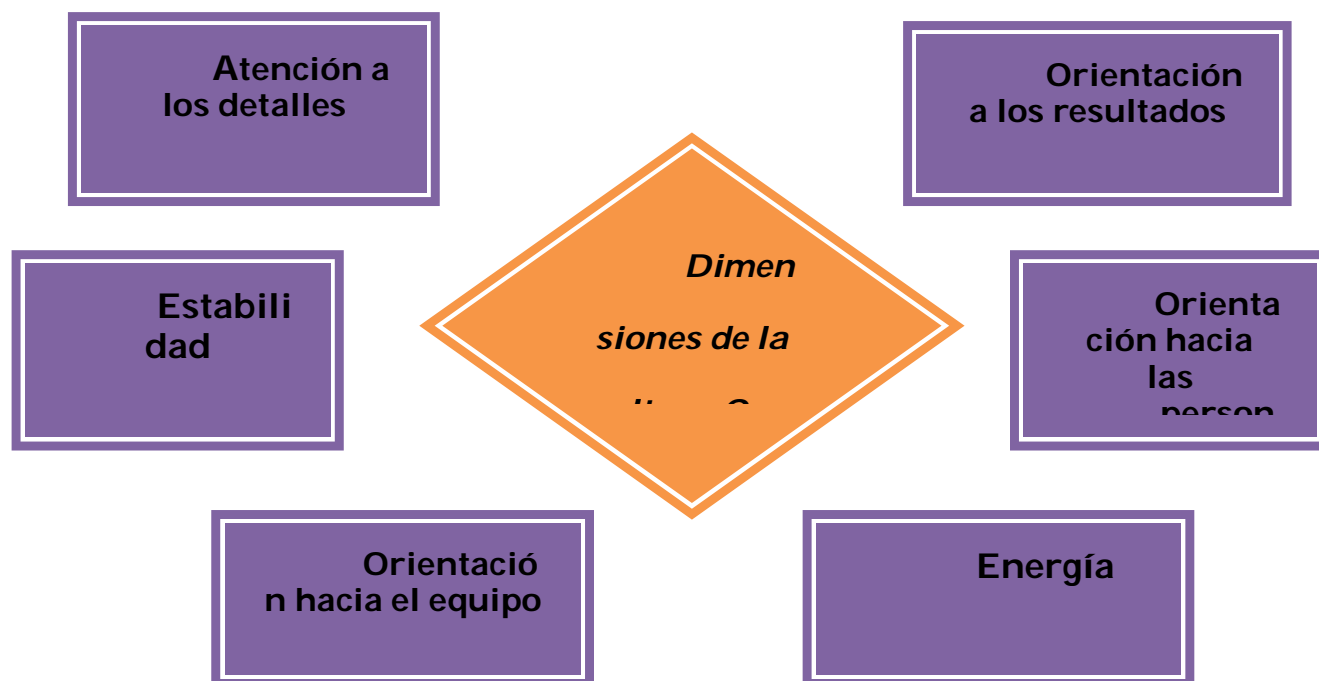 Atención a
los detalles
Orientación
a los resultados
Estabili
dad
Dimen
siones de la
Orienta
ción hacia
las
person
Orientació
n hacia el equipo
Energía